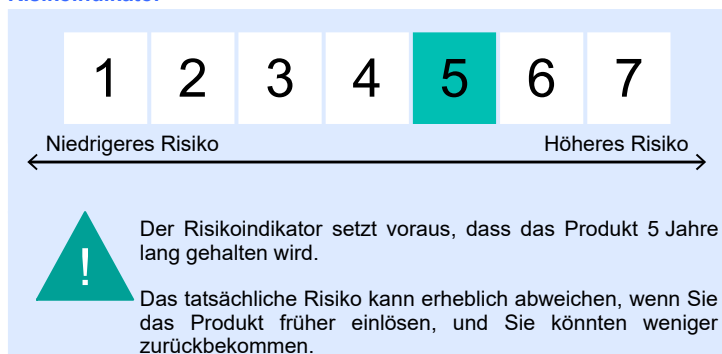 Risikoindikator
1 2 3 4 5 6 7
Niedrigeres Risiko Höheres Risiko
!
Der Risikoindikator setzt voraus, dass das Produkt 5 Jahre
lang gehalten wird.
Das tatsächliche Risiko kann erheblich abweichen, wenn Sie
das Produkt früher einlösen, und Sie könnten weniger
zurückbekommen.